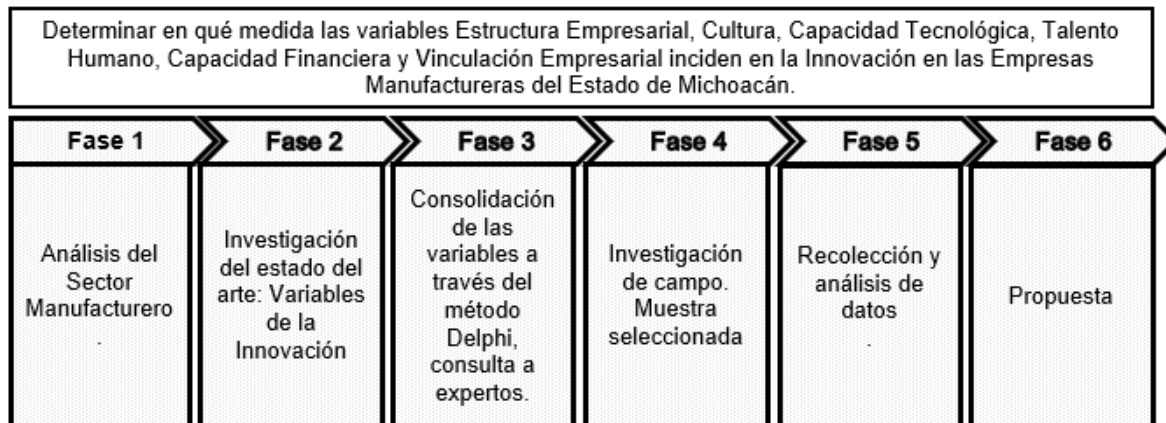 Determinar en qué medida las variables Estructura Empresarial, Cultura, Capacidad Tecnológica, Talento
Humano, Capacidad Financiera y Vinculación Empresarial inciden en la Innovación en las Empresas
Manufactureras del Estado de Michoacán.
Fase 1
Análisis del
Sector
Manufacturero
.
Fase 2
Investigación
del estado del
arte: Variables
de la
Innovación
Fase 3
Consolidación
de las
variables a
través del
método
Delphi,
consulta a
expertos.
Fase 4
Investigación
de campo.
Muestra
seleccionada
Fase 5
Recolección y
análisis de
datos
.
Fase 6
Propuesta